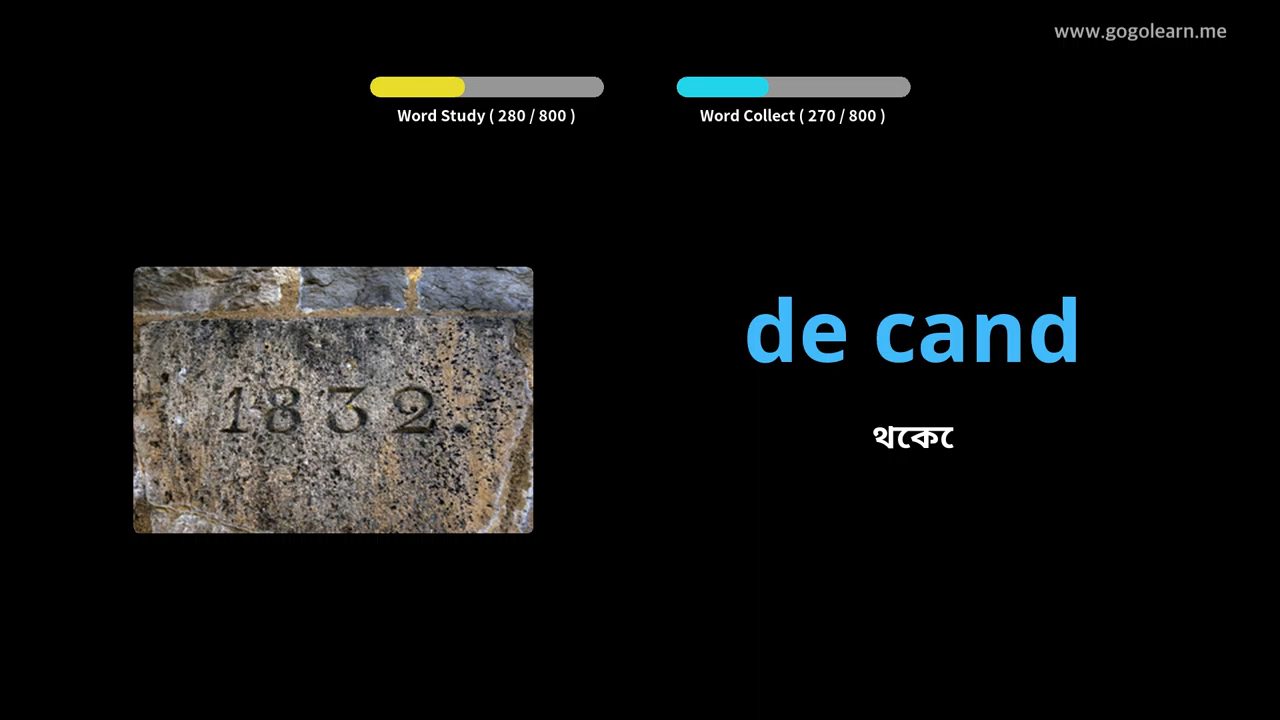 www.gogolearn.me
Word Study ( 280 / 800 )
Word Collect ( 270 / 800 )
de cand
থেকে
1832.